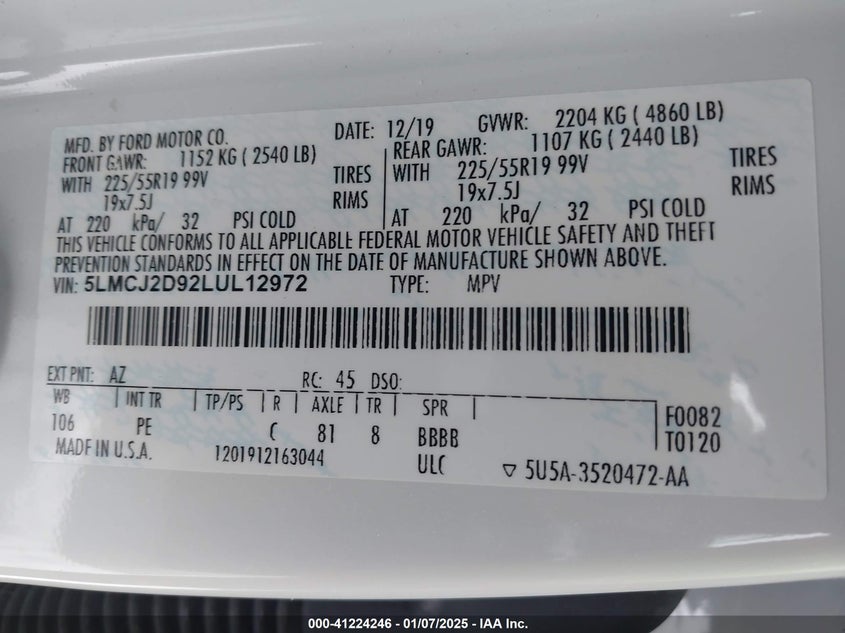 MFD. BY FORD MOTOR CO. DATE: 12/19 GVWR: 2204 KG ( 4860 LB)
FRONT GAWR: 1152 KG ( 2540 LB) REAR GAWR: 1107 KG ( 2440 LB)
WITH 225/55R19 99V TIRES WITH 225/55R19 99V TIRES
19x7.5J RIMS 19x7.5J RIMS
AT 220 kPa/ 32 PSI COLD AT 220 kPa/ 32 PSI COLD
THIS VEHICLE CONFORMS TO ALL APPLICABLE FEDERAL MOTOR VEHICLE SAFETY AND THEFT
PREVENTION STANDARDS IN EFFECT ON THE DATE OF MANUFACTURE SHOWN ABOVE.
VIN: 5LMCJ2D92LUL12972 TYPE: MPV
EXT PNT: AZ RC: 45 DSO:
WB INT TR TP/PS R AXLE TR SPR
106 PE C 81 8 BBBB F0082
T0120
MADE IN U.S.A. 1201912163044 ULC 5U5A-3520472-AA
000-41224246 - 01/07/2025 - IAA Inc.